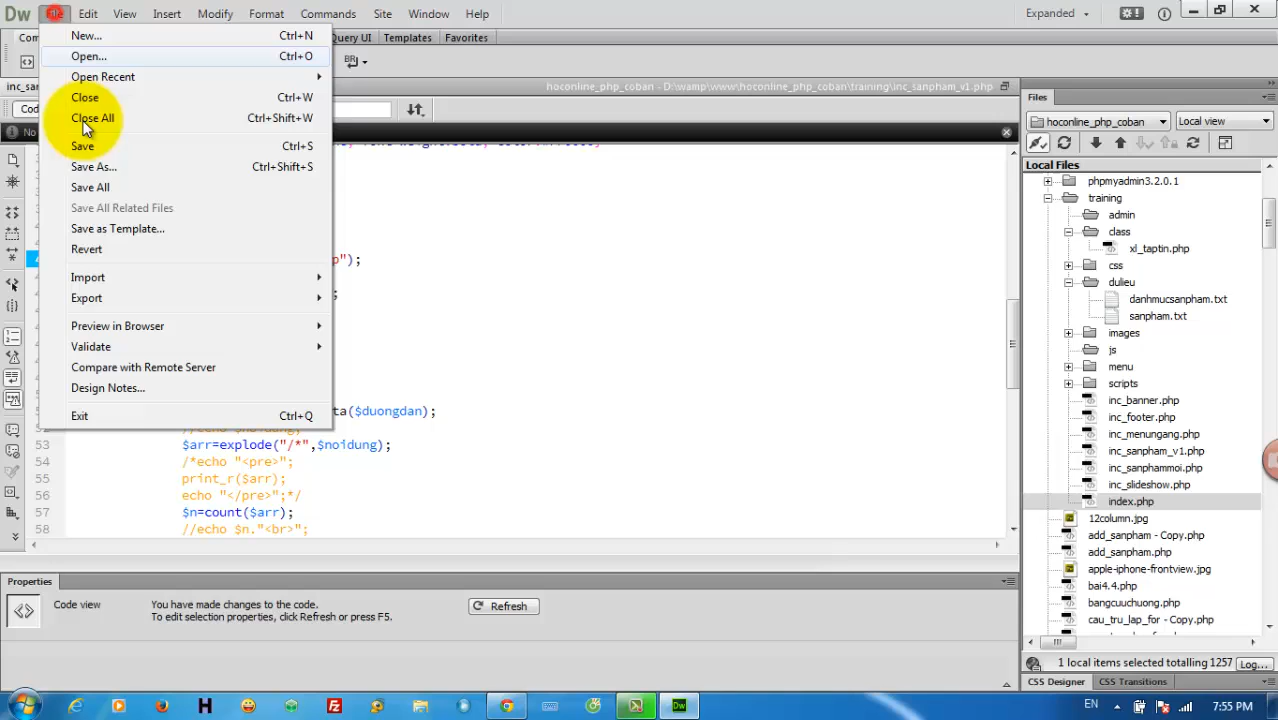 Dw File Edit View Insert Modify Format Commands Site Window Help Expanded
New... Ctrl+N
Query UI Templates Favorites
Open... Ctrl+O
BR
Open Recent
hoconline_php_coban - D:\wamp\www\hoconline_php_coban\training\inc_sanpham_v1.php
Files
Close Ctrl+W
Close All Ctrl+Shift+W
hoconline_php_coban Local view
No
Save Ctrl+S
Save As... Ctrl+Shift+S
Local Files
Save All
Save All Related Files
Save as Template...
Revert
Import
Export
Preview in Browser
Validate
Compare with Remote Server
Design Notes...
Exit Ctrl+Q
p");
;
ta($duongdan);
53 $arr=explode("/*",$noidung);
54 /*echo "<pre>";
55 print_r($arr);
56 echo "</pre>";*/
57 $n=count($arr);
58 //echo $n."<br>";
phpmyadmin3.2.0.1
training
admin
class
xl_taptin.php
css
dulieu
danhmucsanpham.txt
sanpham.txt
images
js
menu
scripts
inc_banner.php
inc_footer.php
inc_menungang.php
inc_sanpham_v1.php
inc_sanphammoi.php
inc_slideshow.php
index.php
12column.jpg
add_sanpham - Copy.php
add_sanpham.php
apple-iphone-frontview.jpg
bai4.4.php
bangcuuchuong.php
cau_tru_lap_for - Copy.php
Properties
Code view You have made changes to the code.
To edit selection properties, click Refresh or press F5.
Refresh
1 local items selected totalling 1257 Log...
CSS Designer CSS Transitions
EN 7:55 PM